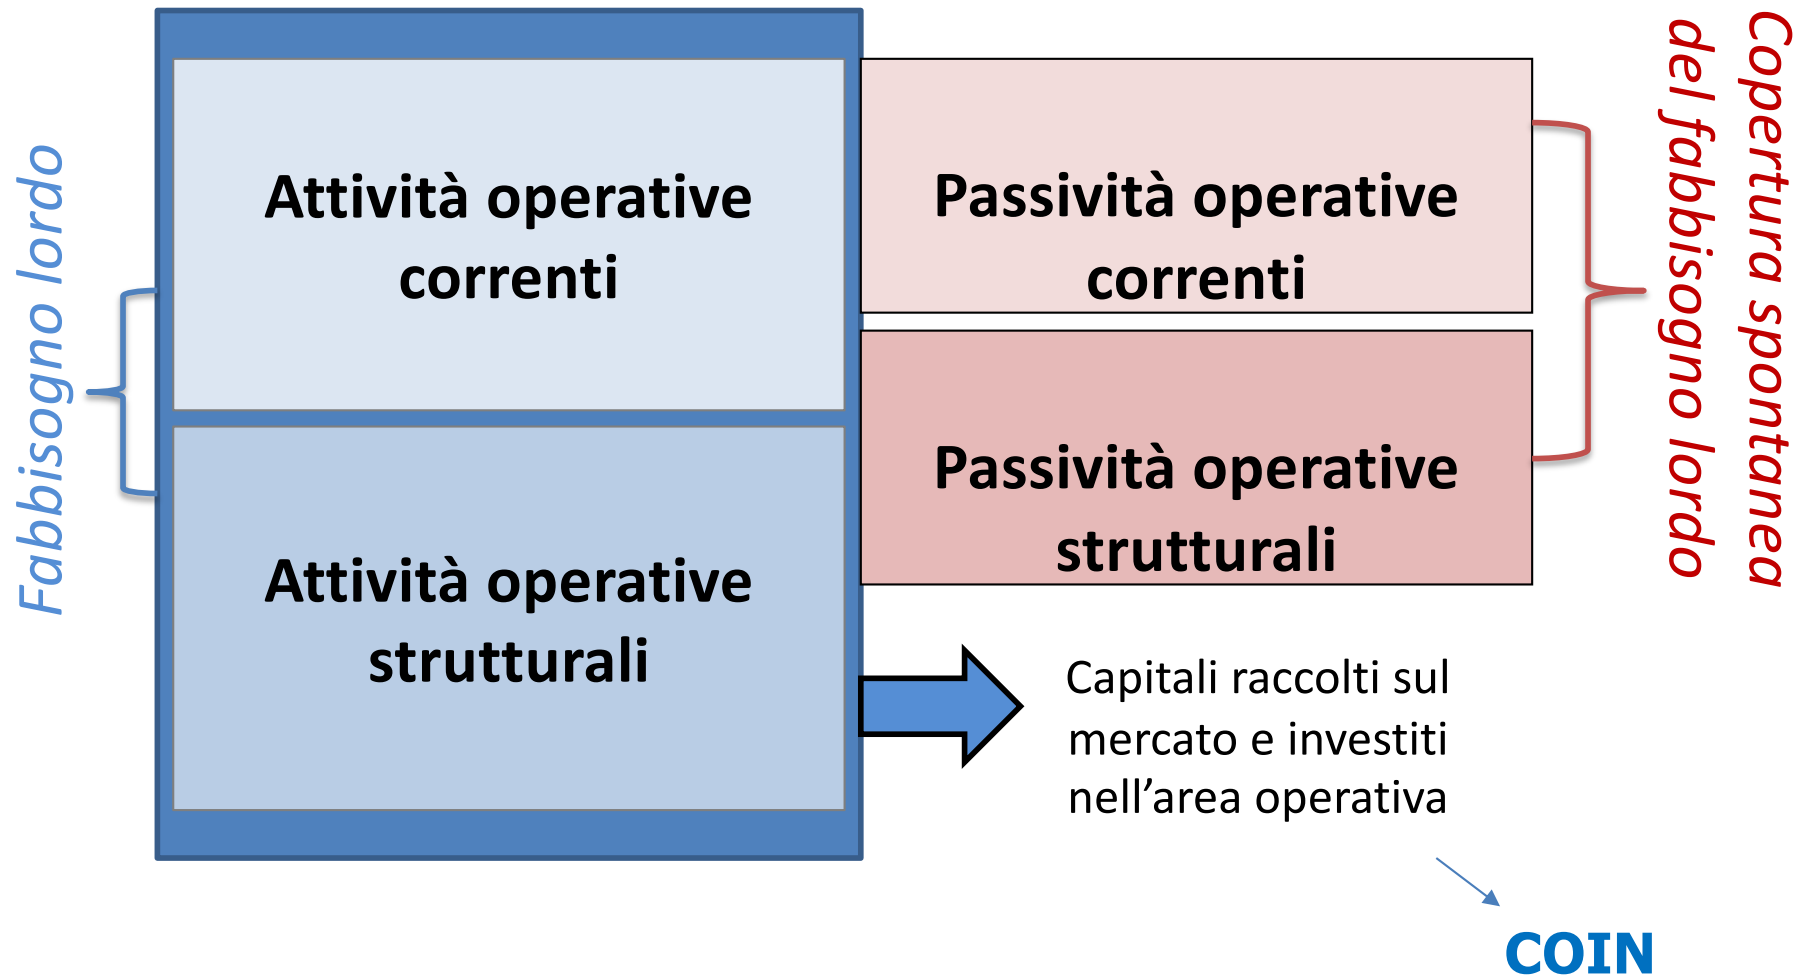 Fabbisogno lordo
Attività operative
correnti
Attività operative
strutturali
Passività operative
correnti
Passività operative
strutturali
Copertura spontanea
del fabbisogno lordo
Capitali raccolti sul
mercato e investiti
nell’area operativa
COIN